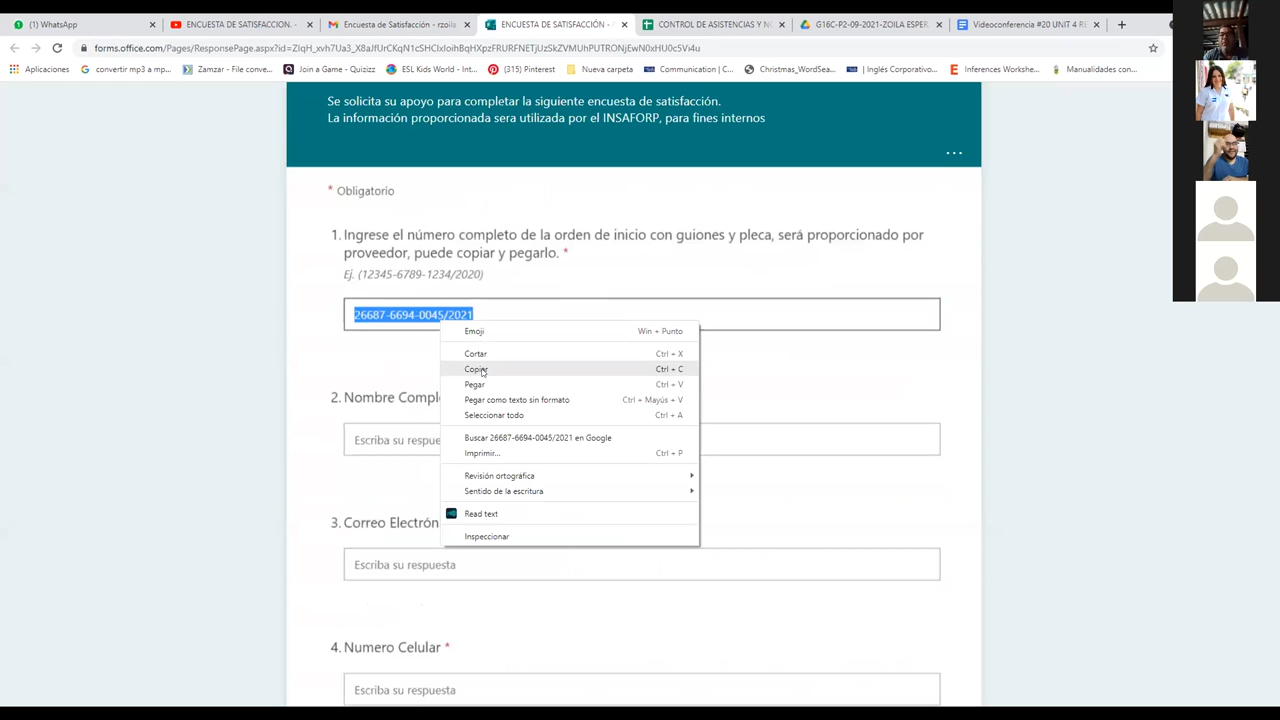 (1) WhatsApp
ENCUESTA DE SATISFACCION. -
Encuesta de Satisfacción - rzoila
ENCUESTA DE SATISFACCIÓN -
CONTROL DE ASISTENCIAS Y NO
G16C-P2-09-2021-ZOILA ESPER
Videoconferencia #20 UNIT 4 RE
forms.office.com/Pages/ResponsePage.aspx?id=
Aplicaciones
convertir mp3 a mp...
Zamzar - File conve...
Join a Game - Quizizz
ESL Kids World - Int...
(315) Pinterest
Nueva carpeta
Communication | C...
Christmas_WordSea...
| Inglés Corporativo...
Inferences Workshe...
Manualidades con...
Se solicita su apoyo para completar la siguiente encuesta de satisfacción.
La información proporcionada sera utilizada por el INSAFORP, para fines internos
...
* Obligatorio
1. Ingrese el número completo de la orden de inicio con guiones y pleca, será proporcionado por
proveedor, puede copiar y pegarlo. *
Ej. (12345-6789-1234/2020)
26687-6694-0045/2021
Emoji Win + Punto
Cortar Ctrl + X
Copiar Ctrl + C
Pegar Ctrl + V
Pegar como texto sin formato Ctrl + Mayús + V
Seleccionar todo Ctrl + A
Buscar 26687-6694-0045/2021 en Google
Imprimir... Ctrl + P
Revisión ortográfica
Sentido de la escritura
Read text
Inspeccionar
2. Nombre Compl
Escriba su respue
3. Correo Electrón
Escriba su respuesta
4. Numero Celular *
Escriba su respuesta